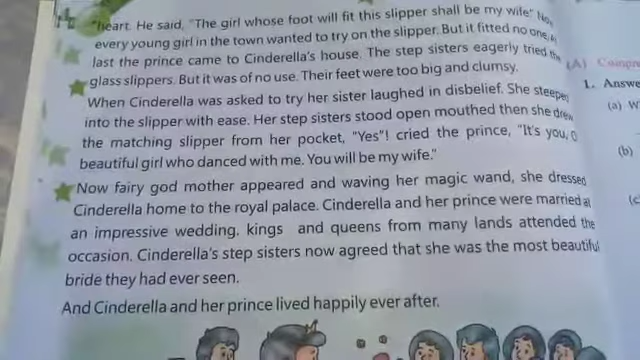 heart. He said, "The girl whose foot will fit this slipper shall be my wife"
every young girl in the town wanted to try on the slipper. But it fitted no one.
last the prince came to Cinderella's house. The step sisters eagerly tried the
glass slippers. But it was of no use. Their feet were too big and clumsy.
When Cinderella was asked to try her sister laughed in disbelief. She steeper
into the slipper with ease. Her step sisters stood open mouthed then she drew
the matching slipper from her pocket, "Yes"! cried the prince, "It's you, O
beautiful girl who danced with me. You will be my wife."
Now fairy god mother appeared and waving her magic wand, she dressed
Cinderella home to the royal palace. Cinderella and her prince were married at
an impressive wedding. kings and queens from many lands attended the
occasion. Cinderella's step sisters now agreed that she was the most beautiful
bride they had ever seen.
And Cinderella and her prince lived happily ever after.
(A)
1. Answe
(a) W
(b)
(c